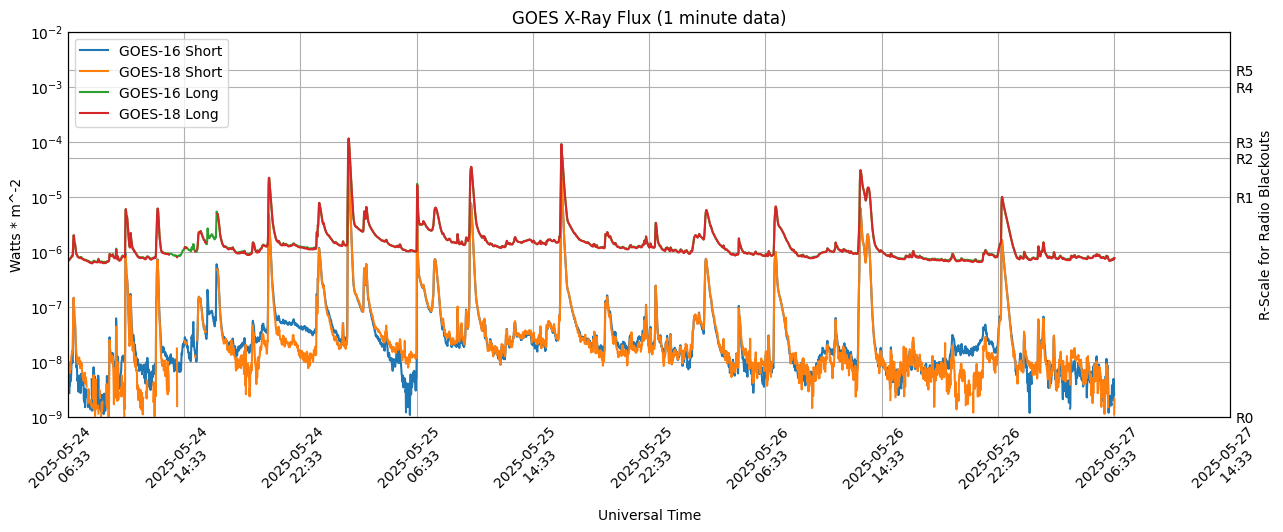 GOES X-Ray Flux (1 minute data)
GOES-16 Short
GOES-18 Short
GOES-16 Long
GOES-18 Long
Watts * m^-2
10^-2
10^-3
10^-4
10^-5
10^-6
10^-7
10^-8
10^-9
R5
R4
R3
R2
R1
R0
R-Scale for Radio Blackouts
2025-05-24
06:33
2025-05-24
14:33
2025-05-24
22:33
2025-05-25
06:33
2025-05-25
14:33
2025-05-25
22:33
2025-05-26
06:33
2025-05-26
14:33
2025-05-26
22:33
2025-05-27
06:33
2025-05-27
14:33
Universal Time